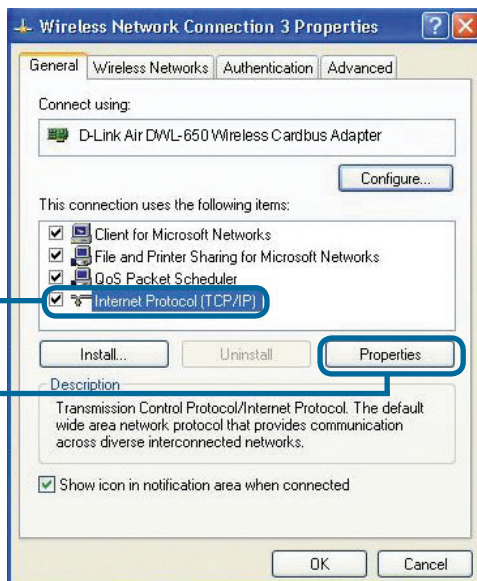 Wireless Network Connection 3 Properties
General Wireless Networks Authentication Advanced
Connect using:
D-Link Air DWL-650 Wireless Cardbus Adapter
Configure...
This connection uses the following items:
Client for Microsoft Networks
File and Printer Sharing for Microsoft Networks
QoS Packet Scheduler
Internet Protocol (TCP/IP)
Install... Uninstall Properties
Description
Transmission Control Protocol/Internet Protocol. The default
wide area network protocol that provides communication
across diverse interconnected networks.
Show icon in notification area when connected
OK Cancel